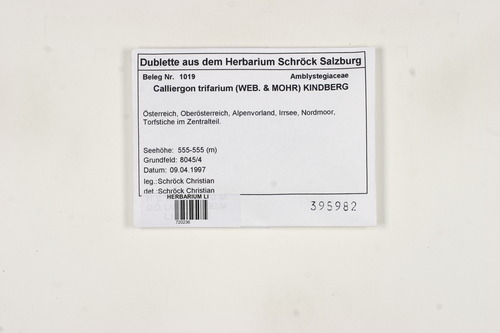 Dublette aus dem Herbarium Schröck Salzburg
Beleg Nr. 1019 Amblystegiaceae
Calliergon trifarium (WEB. & MOHR) KINDBERG
Österreich, Oberösterreich, Alpenvorland, Irrsee, Nordmoor,
Torfstiche im Zentralteil.
Seehöhe: 555-555 (m)
Grundfeld: 8045/4
Datum: 09.04.1997
leg.:Schröck Christian
det.:Schröck Christian
HERBARIUM LI
720236
395982